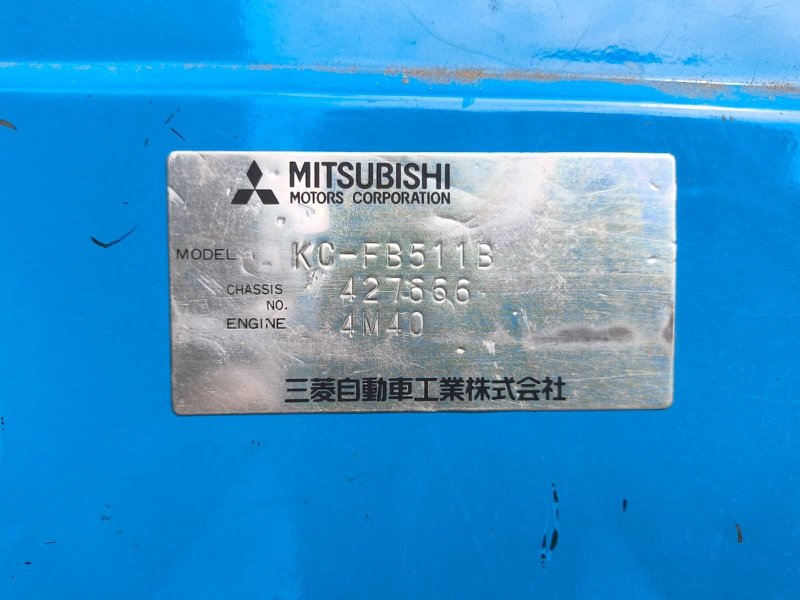 MITSUBISHI
MOTORS CORPORATION
MODEL KC-FB511B
CHASSIS NO. 427666
ENGINE 4M40
三菱自動車工業株式会社